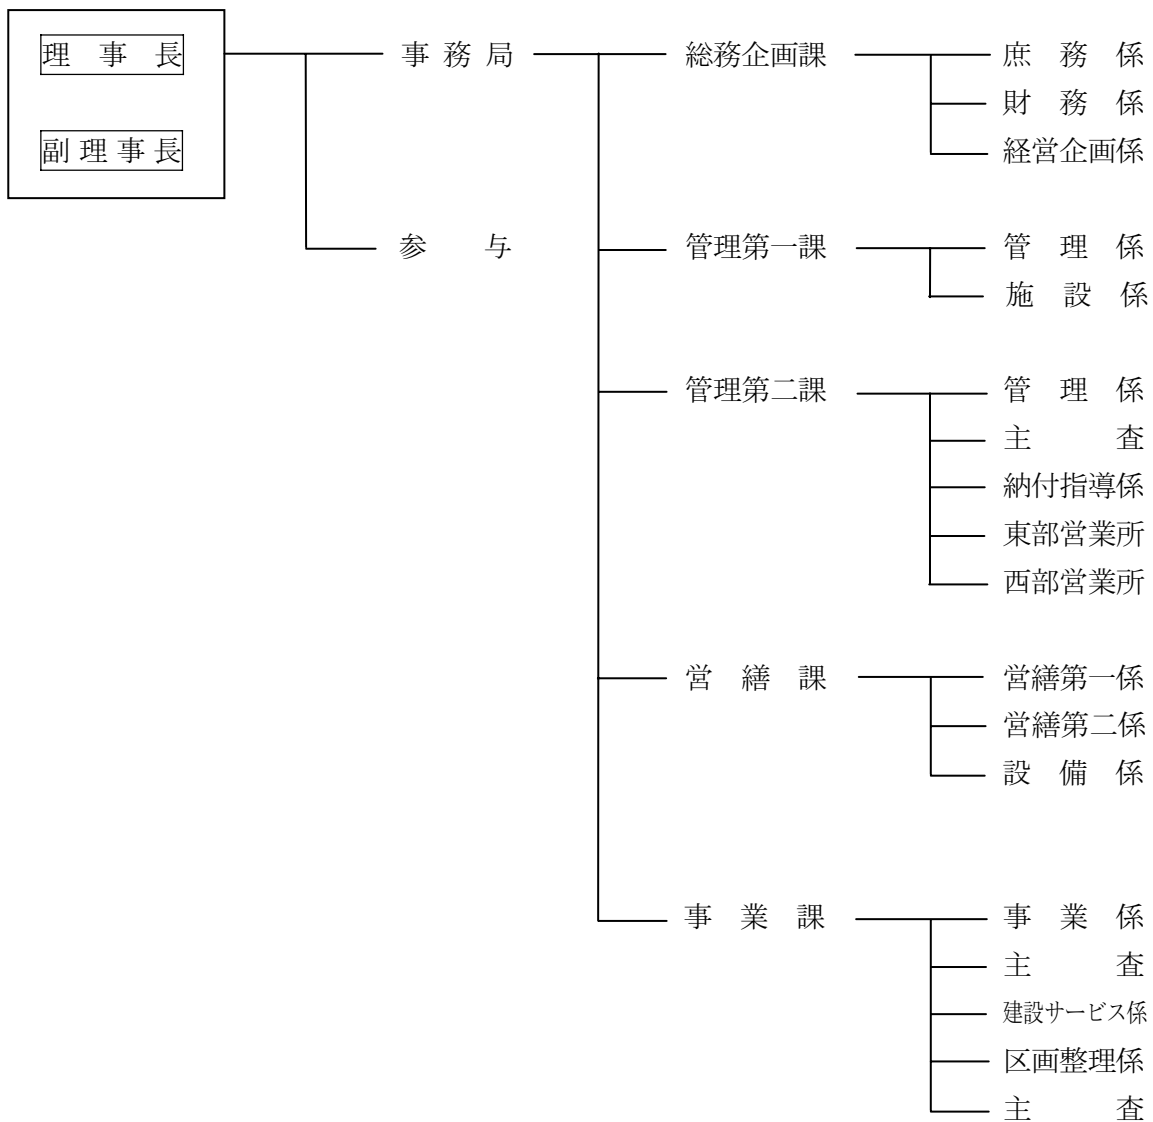 理事長 事務局 総務企画課 庶務係
財務係
副理事長 経営企画係
参与 管理第一課 管理係
施設係
管理第二課 管理係
主査
納付指導係
東部営業所
西部営業所
営繕課 営繕第一係
営繕第二係
設備係
事業課 事業係
主査
建設サービス係
区画整理係
主査